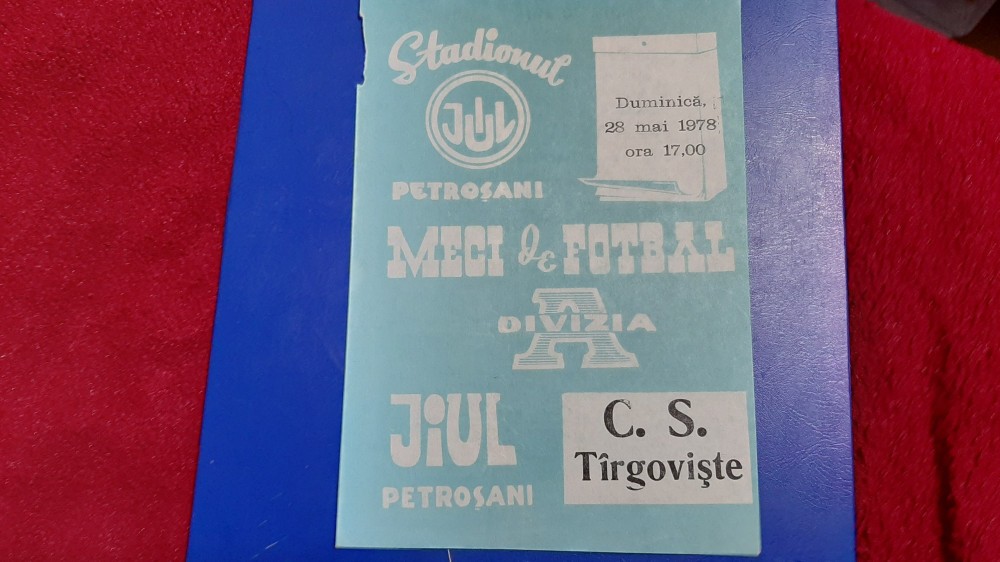 Stadionul
JIUL
PETROȘANI
Duminică,
28 mai 1978
ora 17,00
MECI de FOTBAL
DIVIZIA A
JiUL
PETROȘANI
C. S.
Tîrgoviște